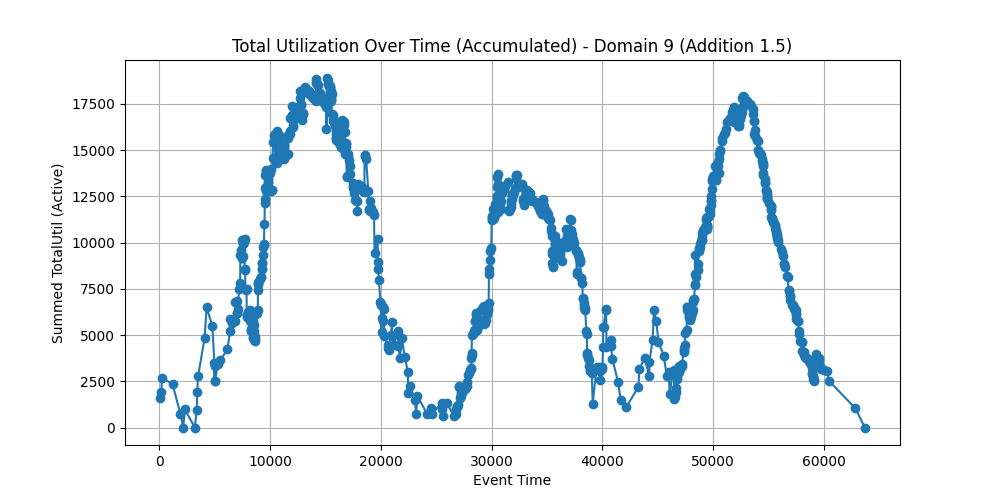 Total Utilization Over Time (Accumulated) - Domain 9 (Addition 1.5)
Summed TotalUtil (Active)
17500
15000
12500
10000
7500
5000
2500
0
0 10000 20000 30000 40000 50000 60000
Event Time